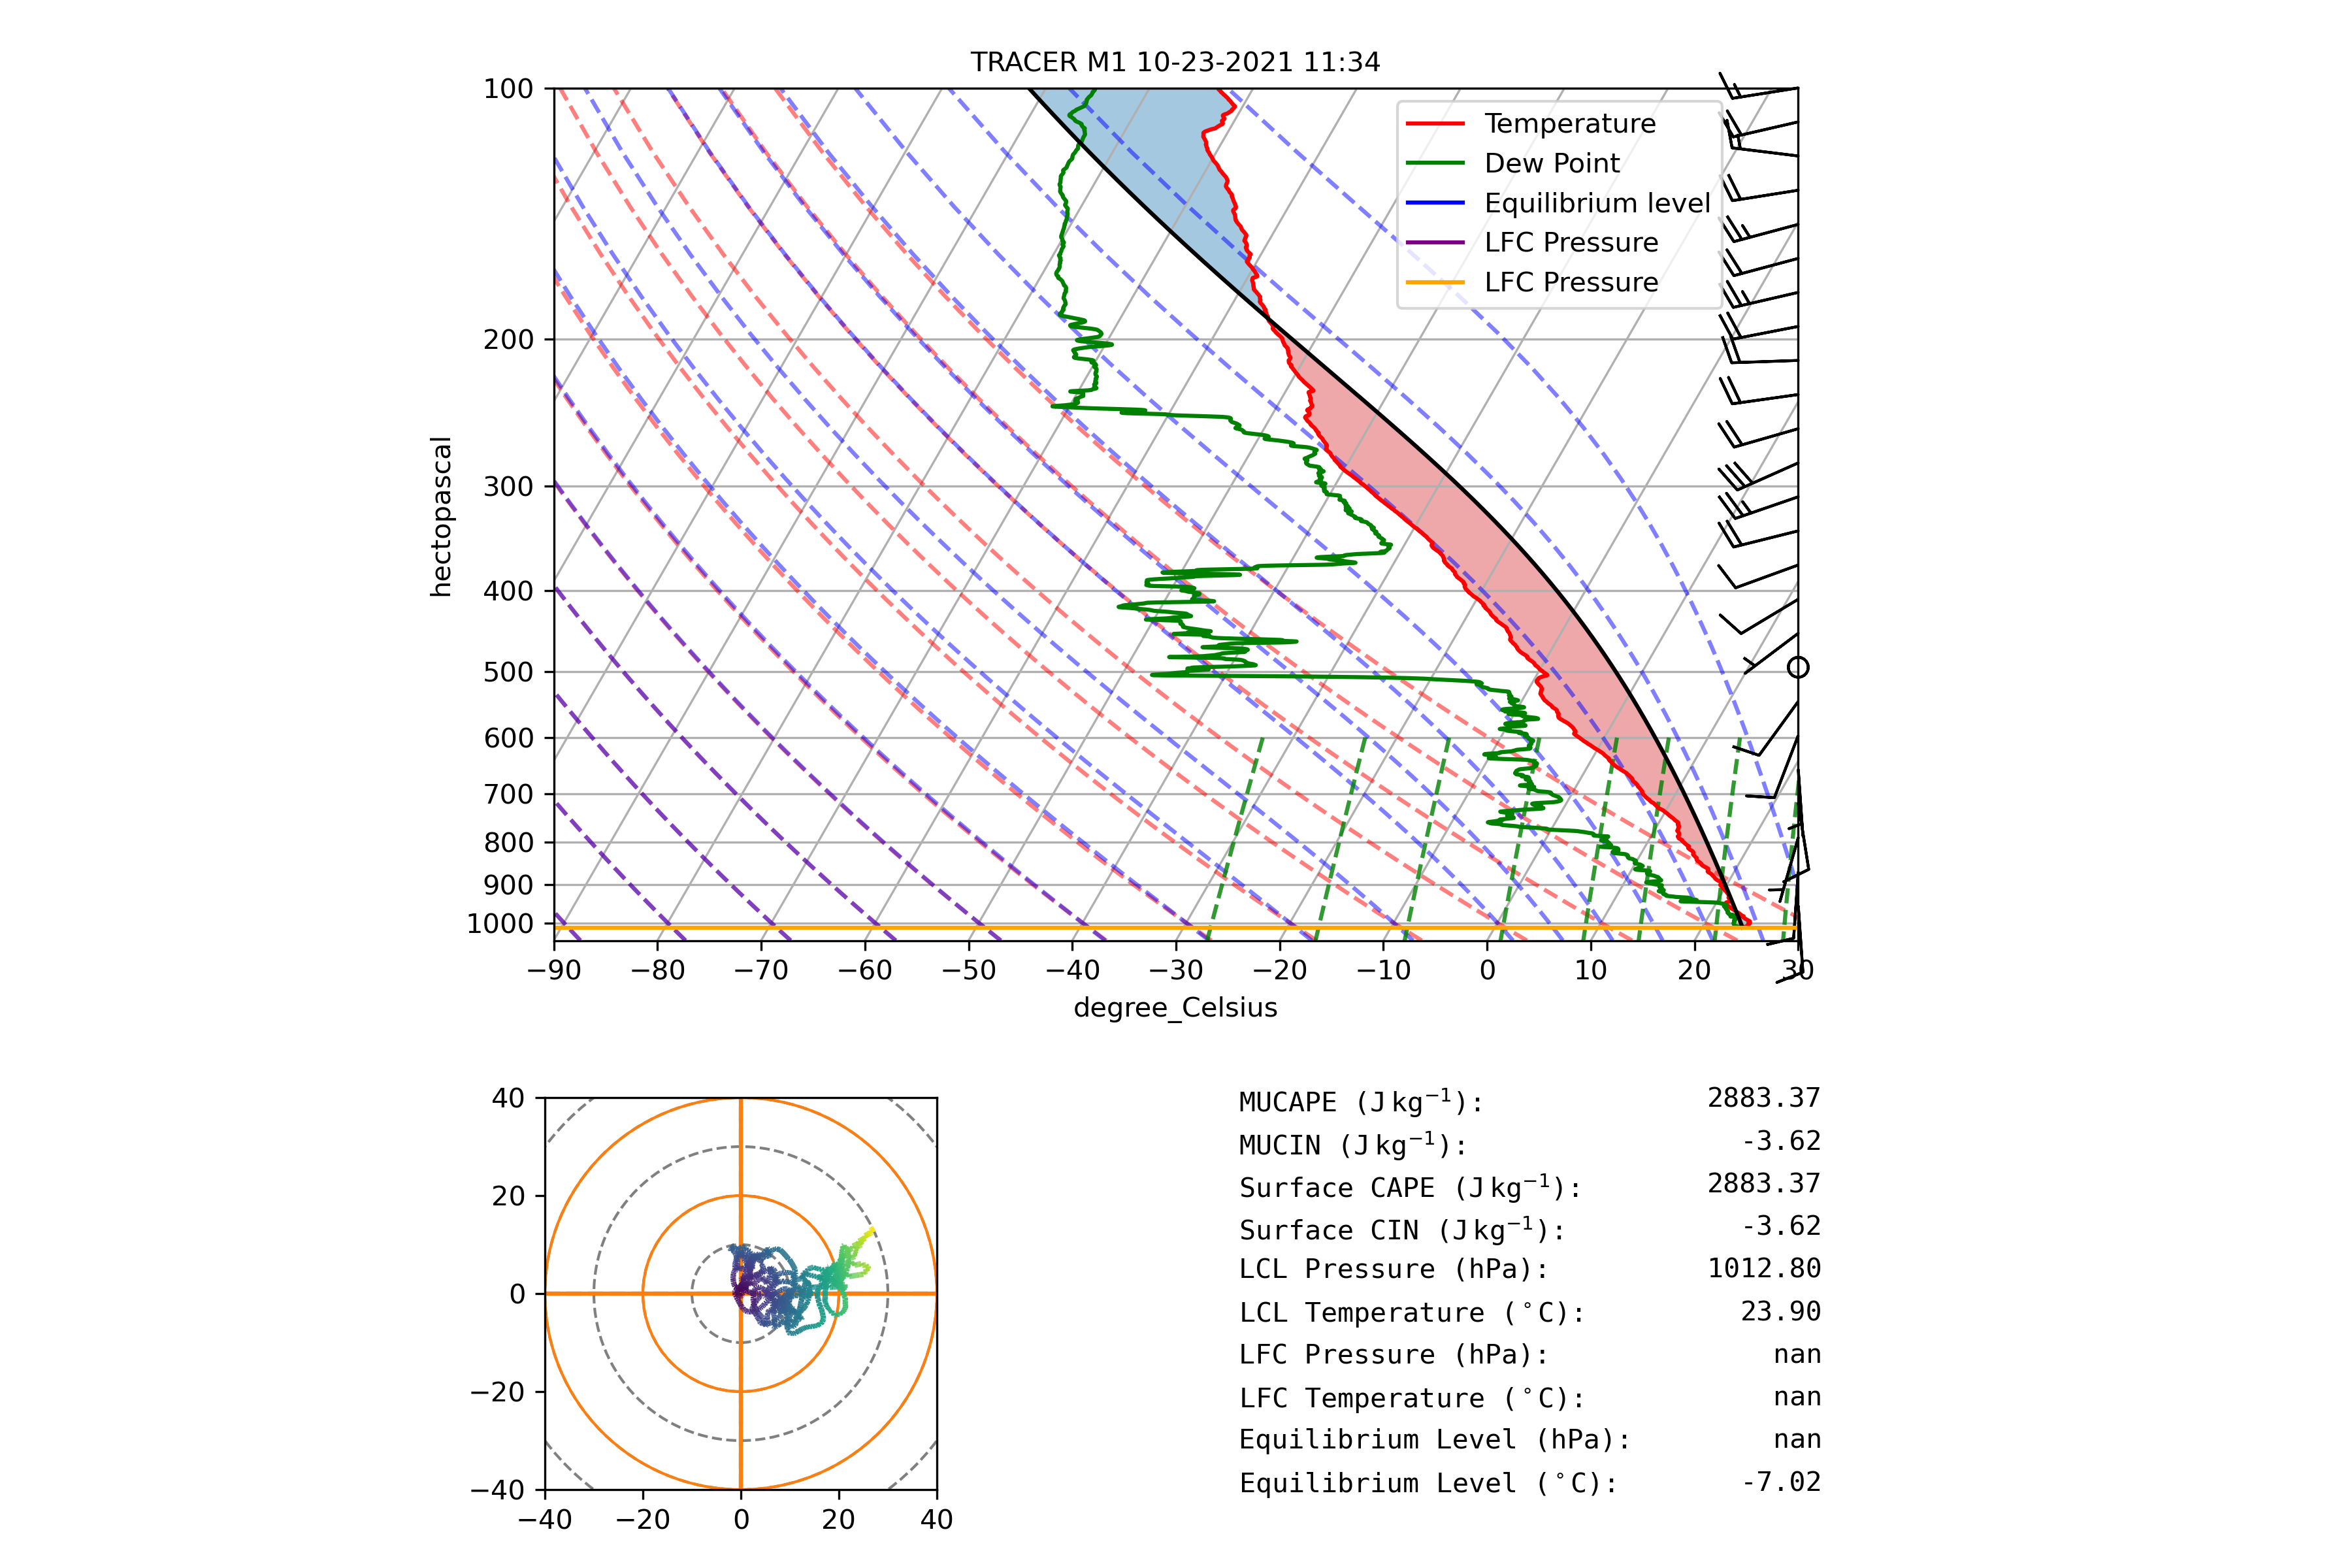 TRACER M1 10-23-2021 11:34
100
200
300
400
500
600
700
800
900
1000
hectopascal
Temperature
Dew Point
Equilibrium level
LFC Pressure
LFC Pressure
−90 −80 −70 −60 −50 −40 −30 −20 −10 0 10 20 30
degree_Celsius
40
20
0
−20
−40
−40 −20 0 20 40
MUCAPE (J kg⁻¹): 2883.37
MUCIN (J kg⁻¹): -3.62
Surface CAPE (J kg⁻¹): 2883.37
Surface CIN (J kg⁻¹): -3.62
LCL Pressure (hPa): 1012.80
LCL Temperature (°C): 23.90
LFC Pressure (hPa): nan
LFC Temperature (°C): nan
Equilibrium Level (hPa): nan
Equilibrium Level (°C): -7.02